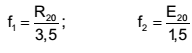 f₁ = R₂₀ / 3,5 ; f₂ = E₂₀ / 1,5